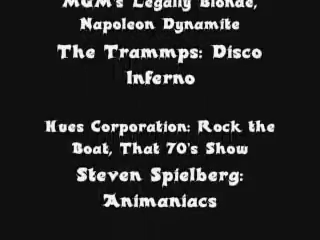 MGM's Legally Blonde,
Napoleon Dynamite
The Trammps: Disco
Inferno
Hues Corporation: Rock the
Boat, That 70's Show
Steven Spielberg:
Animaniacs